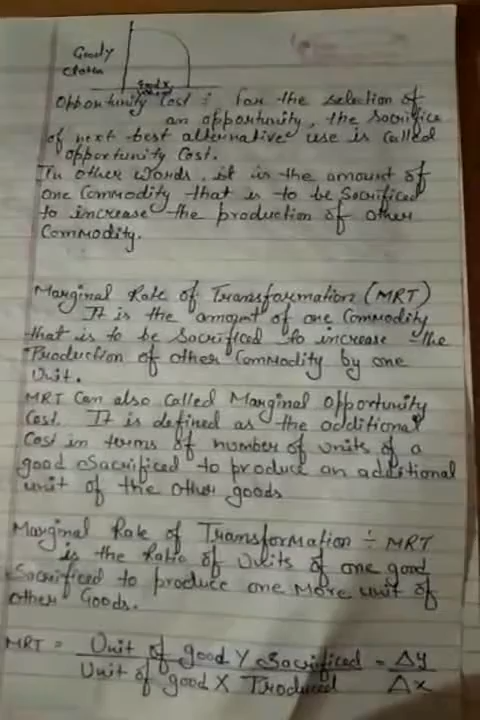 Good Y
Cloth
Good X
Opportunity Cost : For the selection of
an opportunity, the sacrifice
of next best alternative use is called
opportunity Cost.
In other words, it is the amount of
one Commodity that is to be Sacrificed
to increase the production of other
Commodity.
Marginal Rate of Transformation (MRT)
It is the amount of one Commodity
that is to be Sacrificed to increase the
Production of other Commodity by one
Unit.
MRT Can also called Marginal Opportunity
Cost. It is defined as the additional
Cost in terms of number of units of a
good Sacrificed to produce an additional
unit of the other goods
Marginal Rate of Transformation ÷ MRT
is the Ratio of Units of one good
Sacrificed to produce one more unit of
other Goods.
MRT = Unit of good Y Sacrificed = Δy
Unit of good X Produced Δx